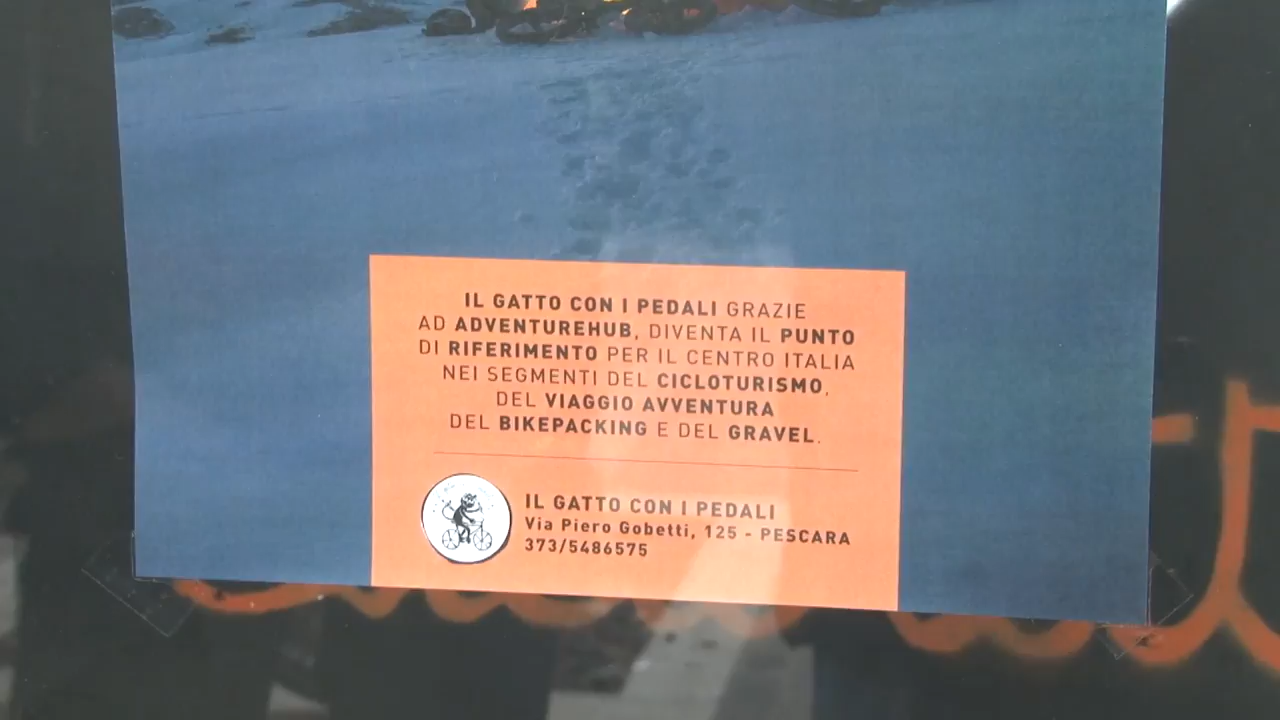 IL GATTO CON I PEDALI GRAZIE
AD ADVENTUREHUB, DIVENTA IL PUNTO
DI RIFERIMENTO PER IL CENTRO ITALIA
NEI SEGMENTI DEL CICLOTURISMO,
DEL VIAGGIO AVVENTURA
DEL BIKEPACKING E DEL GRAVEL.
IL GATTO CON I PEDALI
Via Piero Gobetti, 125 - PESCARA
373/5486575